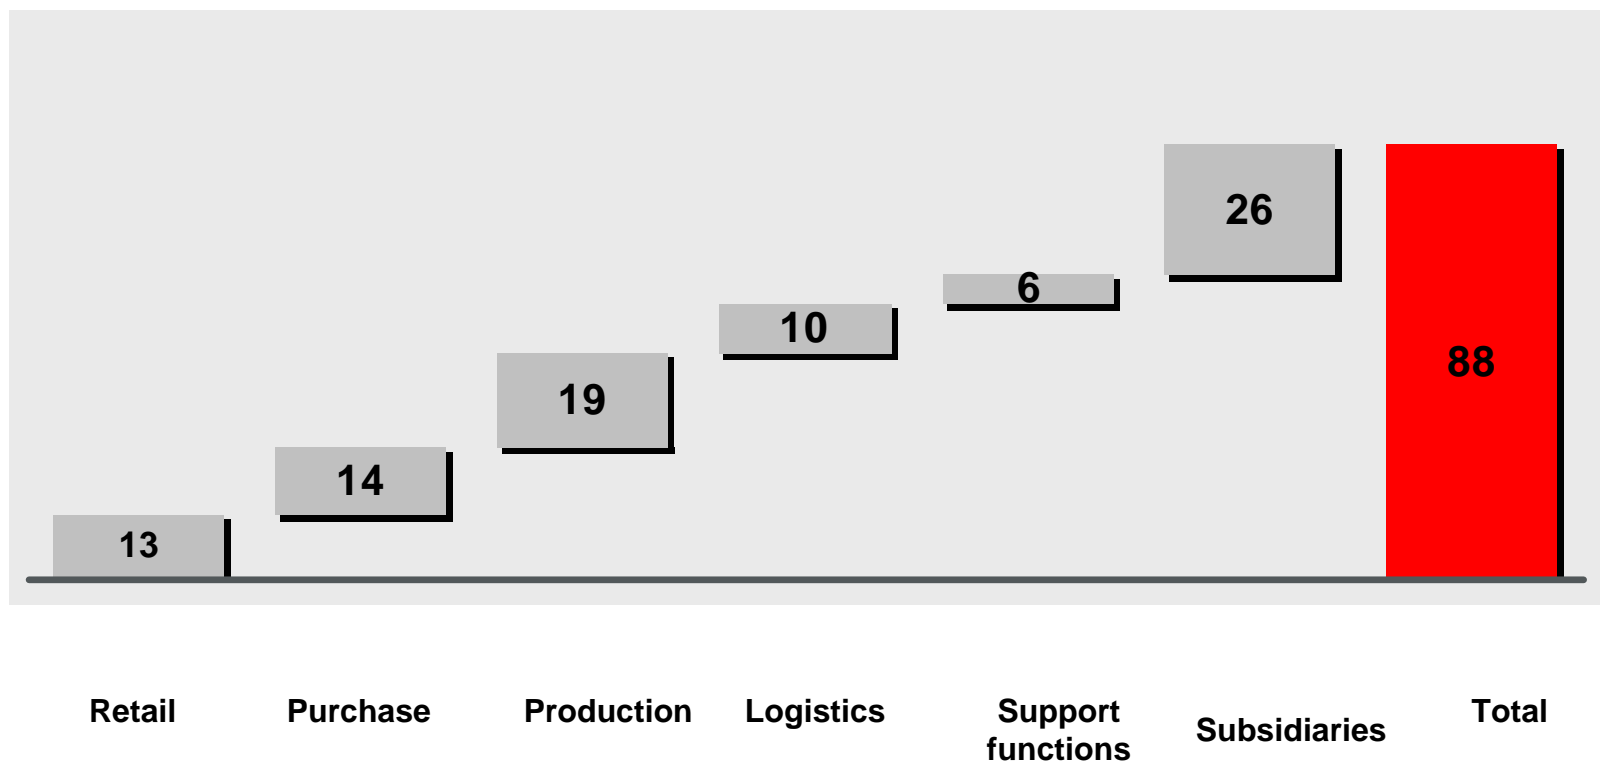 26
6
10
88
19
14
13
Retail
Purchase
Production
Logistics
Support
functions
Subsidiaries
Total